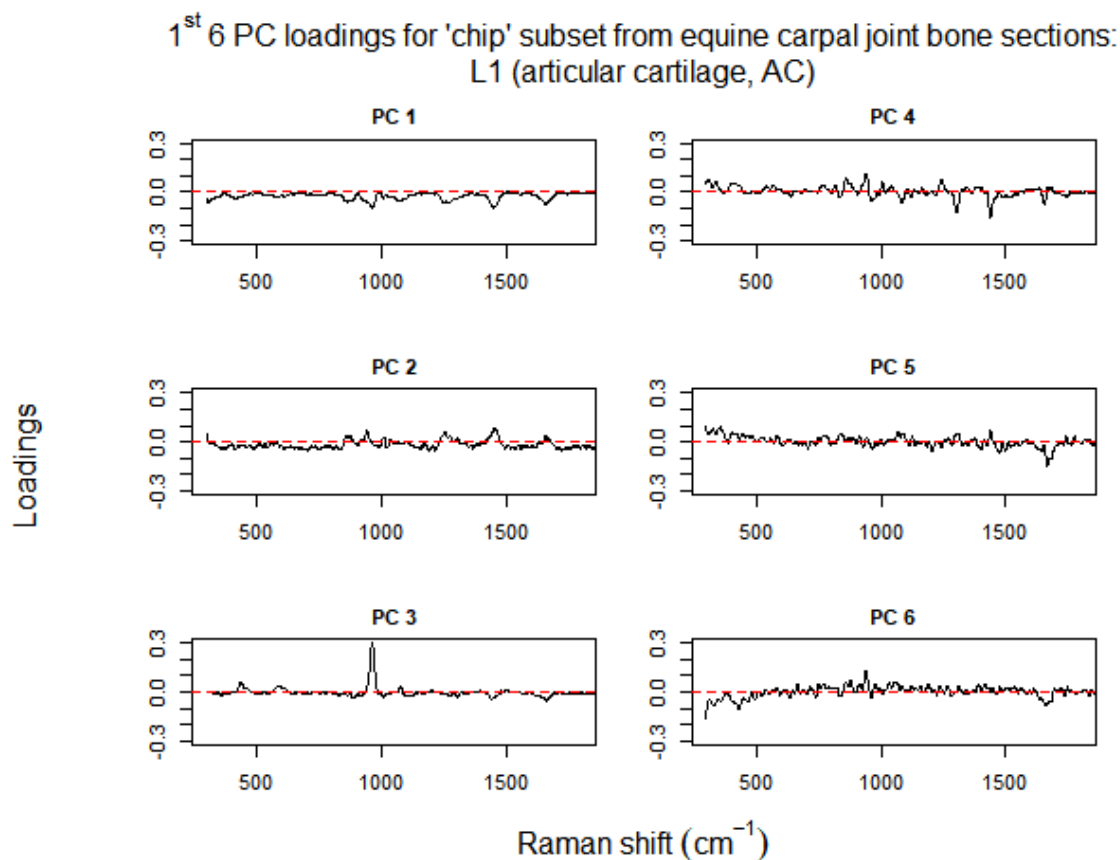 1st 6 PC loadings for 'chip' subset from equine carpal joint bone sections:
L1 (articular cartilage, AC)
PC 1
0.3
0.0
-0.3
500 1000 1500
PC 4
0.3
0.0
-0.3
500 1000 1500
PC 2
0.3
0.0
-0.3
500 1000 1500
PC 5
0.3
0.0
-0.3
500 1000 1500
PC 3
0.3
0.0
-0.3
500 1000 1500
PC 6
0.3
0.0
-0.3
500 1000 1500
Loadings
Raman shift (cm⁻¹)